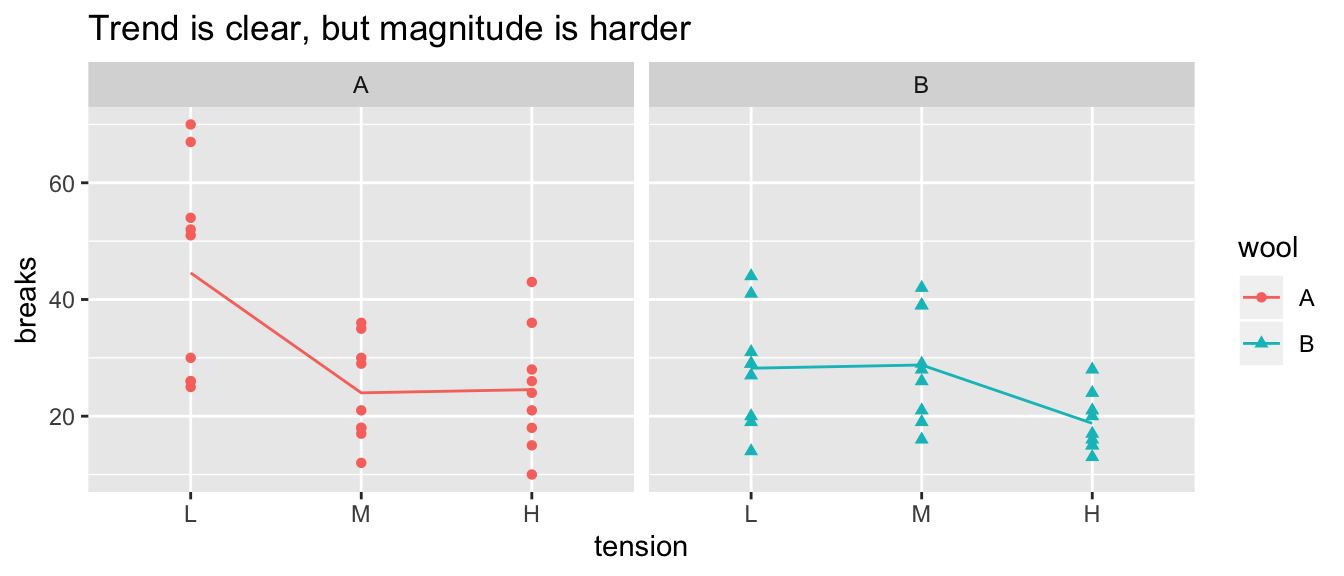 Trend is clear, but magnitude is harder
A
B
60
40
20
breaks
L
M
H
L
M
H
tension
wool
A
B